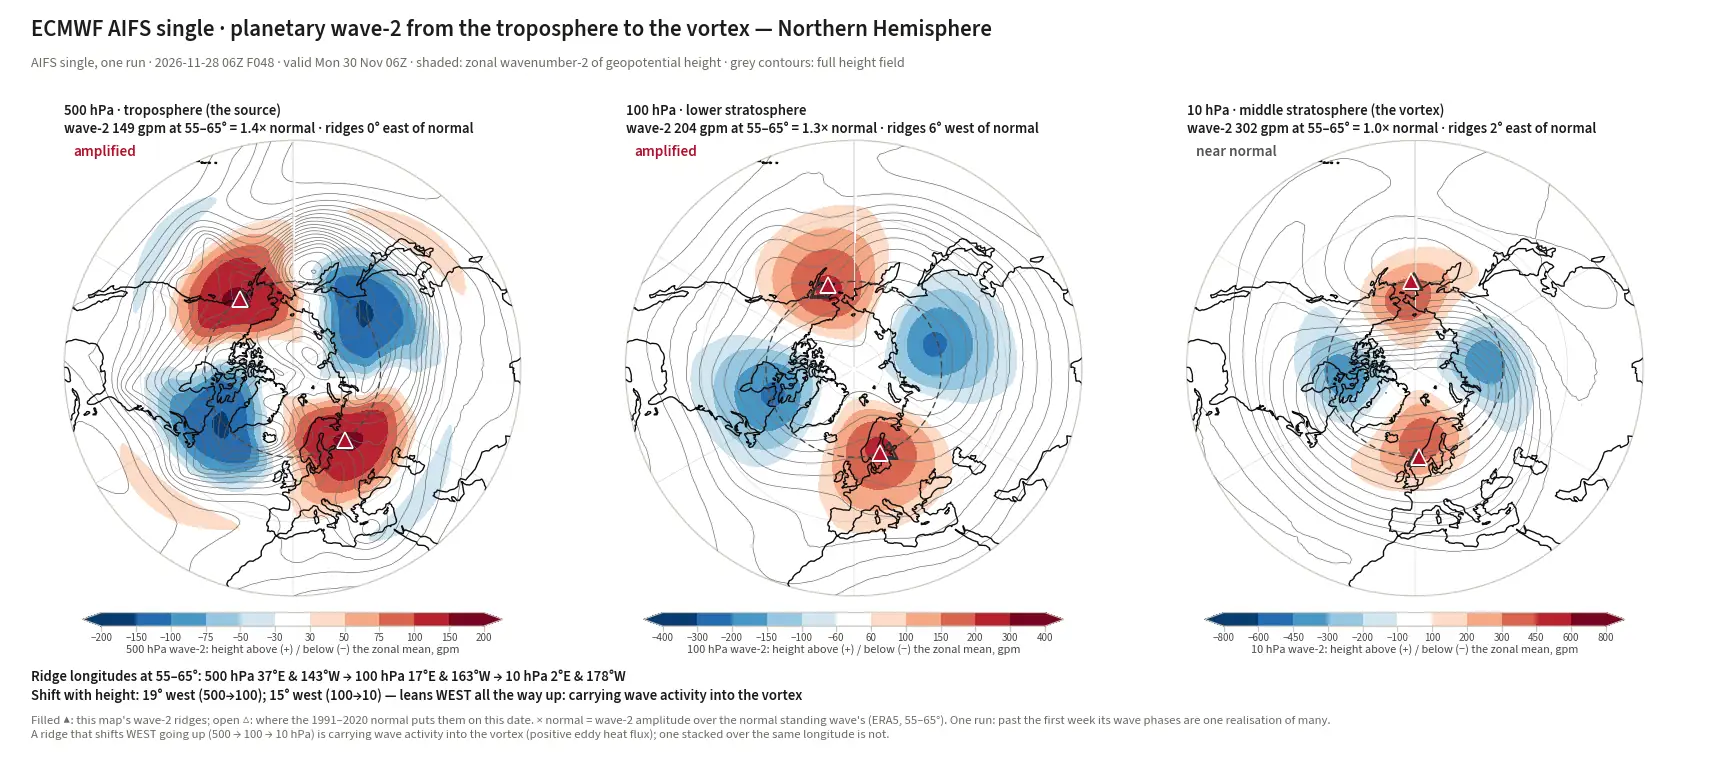 ECMWF AIFS single · planetary wave-2 from the troposphere to the vortex — Northern Hemisphere
AIFS single, one run · 2026-11-28 06Z F048 · valid Mon 30 Nov 06Z · shaded: zonal wavenumber-2 of geopotential height · grey contours: full height field
500 hPa · troposphere (the source)
wave-2 149 gpm at 55–65° = 1.4× normal · ridges 0° east of normal
amplified
100 hPa · lower stratosphere
wave-2 204 gpm at 55–65° = 1.3× normal · ridges 6° west of normal
amplified
10 hPa · middle stratosphere (the vortex)
wave-2 302 gpm at 55–65° = 1.0× normal · ridges 2° east of normal
near normal
−200 −150 −100 −75 −50 −30 30 50 75 100 150 200
500 hPa wave-2: height above (+) / below (−) the zonal mean, gpm
−400 −300 −200 −150 −100 −60 60 100 150 200 300 400
100 hPa wave-2: height above (+) / below (−) the zonal mean, gpm
−800 −600 −450 −300 −200 −100 100 200 300 450 600 800
10 hPa wave-2: height above (+) / below (−) the zonal mean, gpm
Ridge longitudes at 55–65°: 500 hPa 37°E & 143°W → 100 hPa 17°E & 163°W → 10 hPa 2°E & 178°W
Shift with height: 19° west (500→100); 15° west (100→10) — leans WEST all the way up: carrying wave activity into the vortex
Filled ▲: this map's wave-2 ridges; open △: where the 1991–2020 normal puts them on this date. × normal = wave-2 amplitude over the normal standing wave's (ERA5, 55–65°). One run: past the first week its wave phases are one realisation of many.
A ridge that shifts WEST going up (500 → 100 → 10 hPa) is carrying wave activity into the vortex (positive eddy heat flux); one stacked over the same longitude is not.